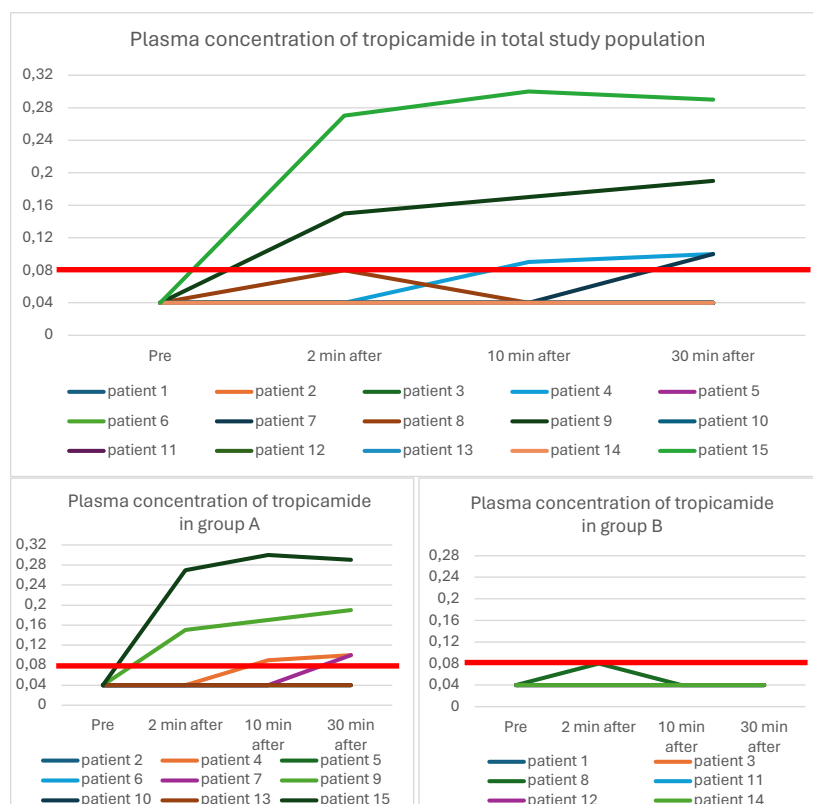 Plasma concentration of tropicamide in total study population
0,32
0,28
0,24
0,2
0,16
0,12
0,08
0,04
0
Pre 2 min after 10 min after 30 min after
patient 1 patient 2 patient 3 patient 4 patient 5
patient 6 patient 7 patient 8 patient 9 patient 10
patient 11 patient 12 patient 13 patient 14 patient 15
Plasma concentration of tropicamide
in group A
0,32
0,28
0,24
0,2
0,16
0,12
0,08
0,04
0
Pre 2 min after 10 min 30 min
after after
patient 2 patient 4 patient 5
patient 6 patient 7 patient 9
patient 10 patient 13 patient 15
Plasma concentration of tropicamide
in group B
0,28
0,24
0,2
0,16
0,12
0,08
0,04
0
Pre 2 min after 10 min 30 min
after after
patient 1 patient 3
patient 8 patient 11
patient 12 patient 14